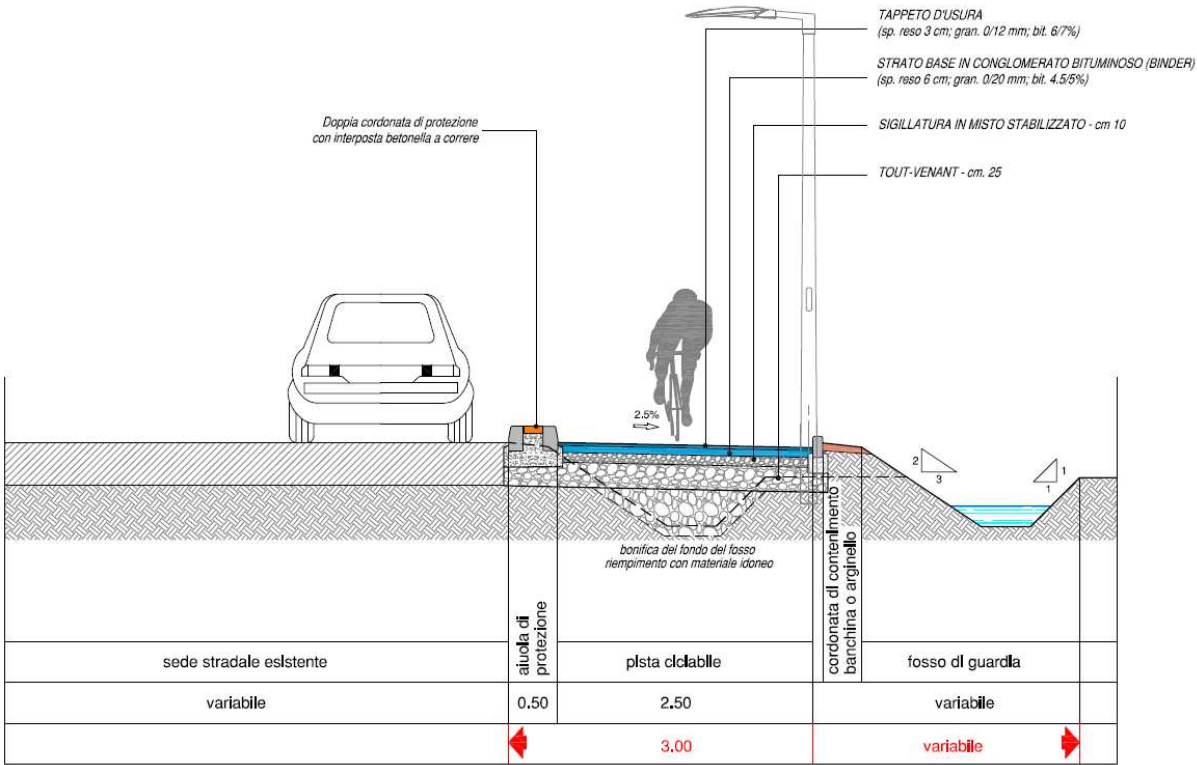 TAPPETO D'USURA
(sp. reso 3 cm; gran. 0/12 mm; bit. 6/7%)
STRATO BASE IN CONGLOMERATO BITUMINOSO (BINDER)
(sp. reso 6 cm; gran. 0/20 mm; bit. 4.5/5%)
Doppia cordonata di protezione
con interposta betonella a correre
SIGILLATURA IN MISTO STABILIZZATO - cm 10
TOUT-VENANT - cm. 25
2.5%
2
3
1
1
bonifica del fondo del fosso
riempimento con materiale idoneo
aiuola di
protezione
cordonata di contenimento
banchina o arginello
sede stradale esistente
pista ciclabile
fosso di guardia
variabile
0.50
2.50
variabile
3.00
variabile